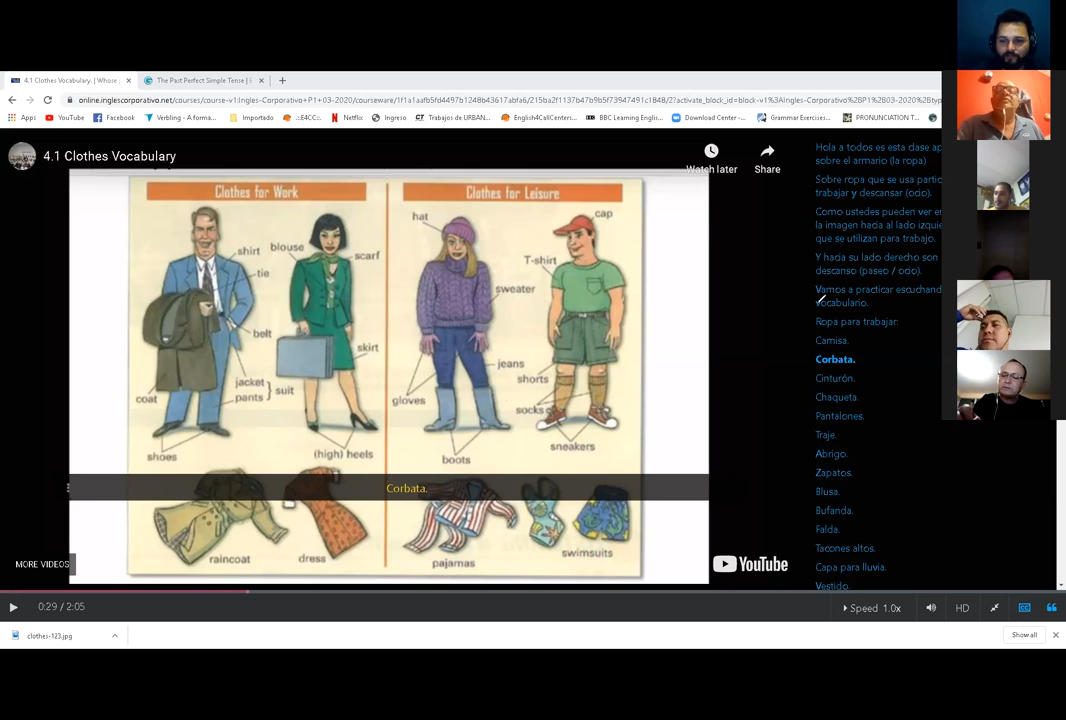 4.1 Clothes Vocabulary. | Whose
The Past Perfect Simple Tense |
online.inglescorporativo.net/courses/course-v1:Ingles-Corporativo+P1+03-2020/courseware/
Apps
YouTube
Facebook
Verbling - A forma...
Importado
.::E4CC::.
Netflix
Ingreso
Trabajos de URBAN...
English4CallCenters...
BBC Learning Englis...
Download Center -...
Grammar Exercises...
PRONUNCIATION T...
4.1 Clothes Vocabulary
Watch later
Share
Clothes for Work
Clothes for Leisure
shirt
blouse
scarf
tie
belt
skirt
jacket
pants
suit
coat
shoes
(high) heels
raincoat
dress
hat
cap
T-shirt
sweater
jeans
shorts
gloves
socks
boots
sneakers
pajamas
swimsuits
Corbata.
MORE VIDEOS
YouTube
Hola a todos es esta clase ap
sobre el armario (la ropa)
Sobre ropa que se usa partic
trabajar y descansar (ocio).
Como ustedes pueden ver en
la imagen hacia al lado izquie
que se utilizan para trabajo.
Y hacia su lado derecho son
descanso (paseo / ocio).
Vamos a practicar escuchand
vocabulario.
Ropa para trabajar:
Camisa.
Corbata.
Cinturón.
Chaqueta.
Pantalones.
Traje.
Abrigo.
Zapatos.
Blusa.
Bufanda.
Falda.
Tacones altos.
Capa para lluvia.
Vestido.
0:29 / 2:05
Speed 1.0x
HD
clothes-123.jpg
Show all